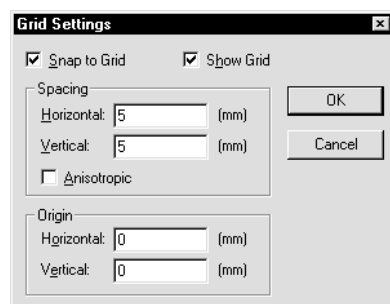 Grid Settings
Snap to Grid Show Grid
Spacing
Horizontal: 5 (mm)
OK
Vertical: 5 (mm)
Cancel
Anisotropic
Origin
Horizontal: 0 (mm)
Vertical: 0 (mm)